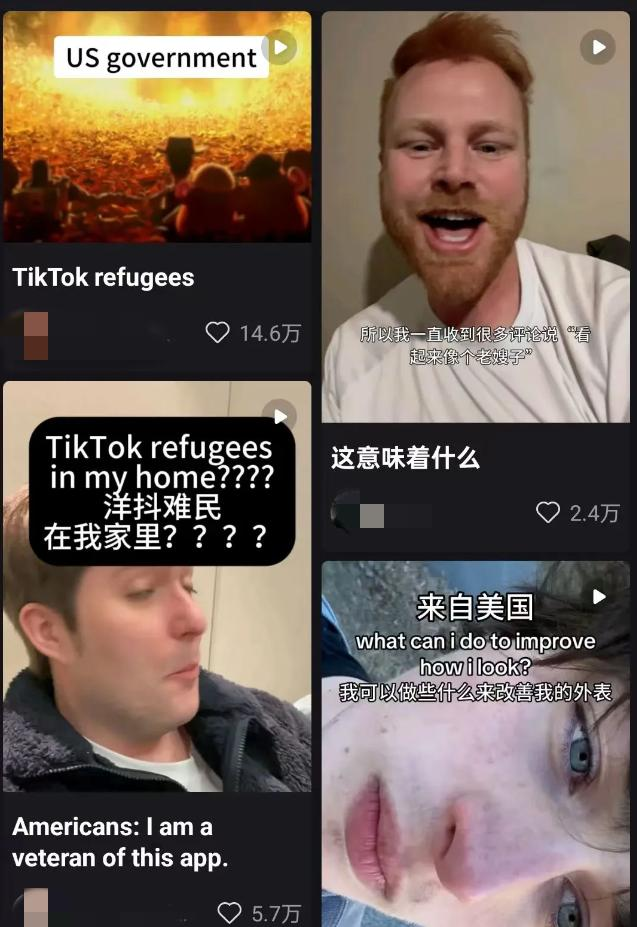 US government
TikTok refugees
14.6万
TikTok refugees
in my home????
洋抖难民
在我家里？？？？
Americans: I am a
veteran of this app.
5.7万
所以我一直收到很多评论说“看
起来像个老嫂子”
这意味着什么
2.4万
来自美国
what can i do to improve
how i look?
我可以做些什么来改善我的外表